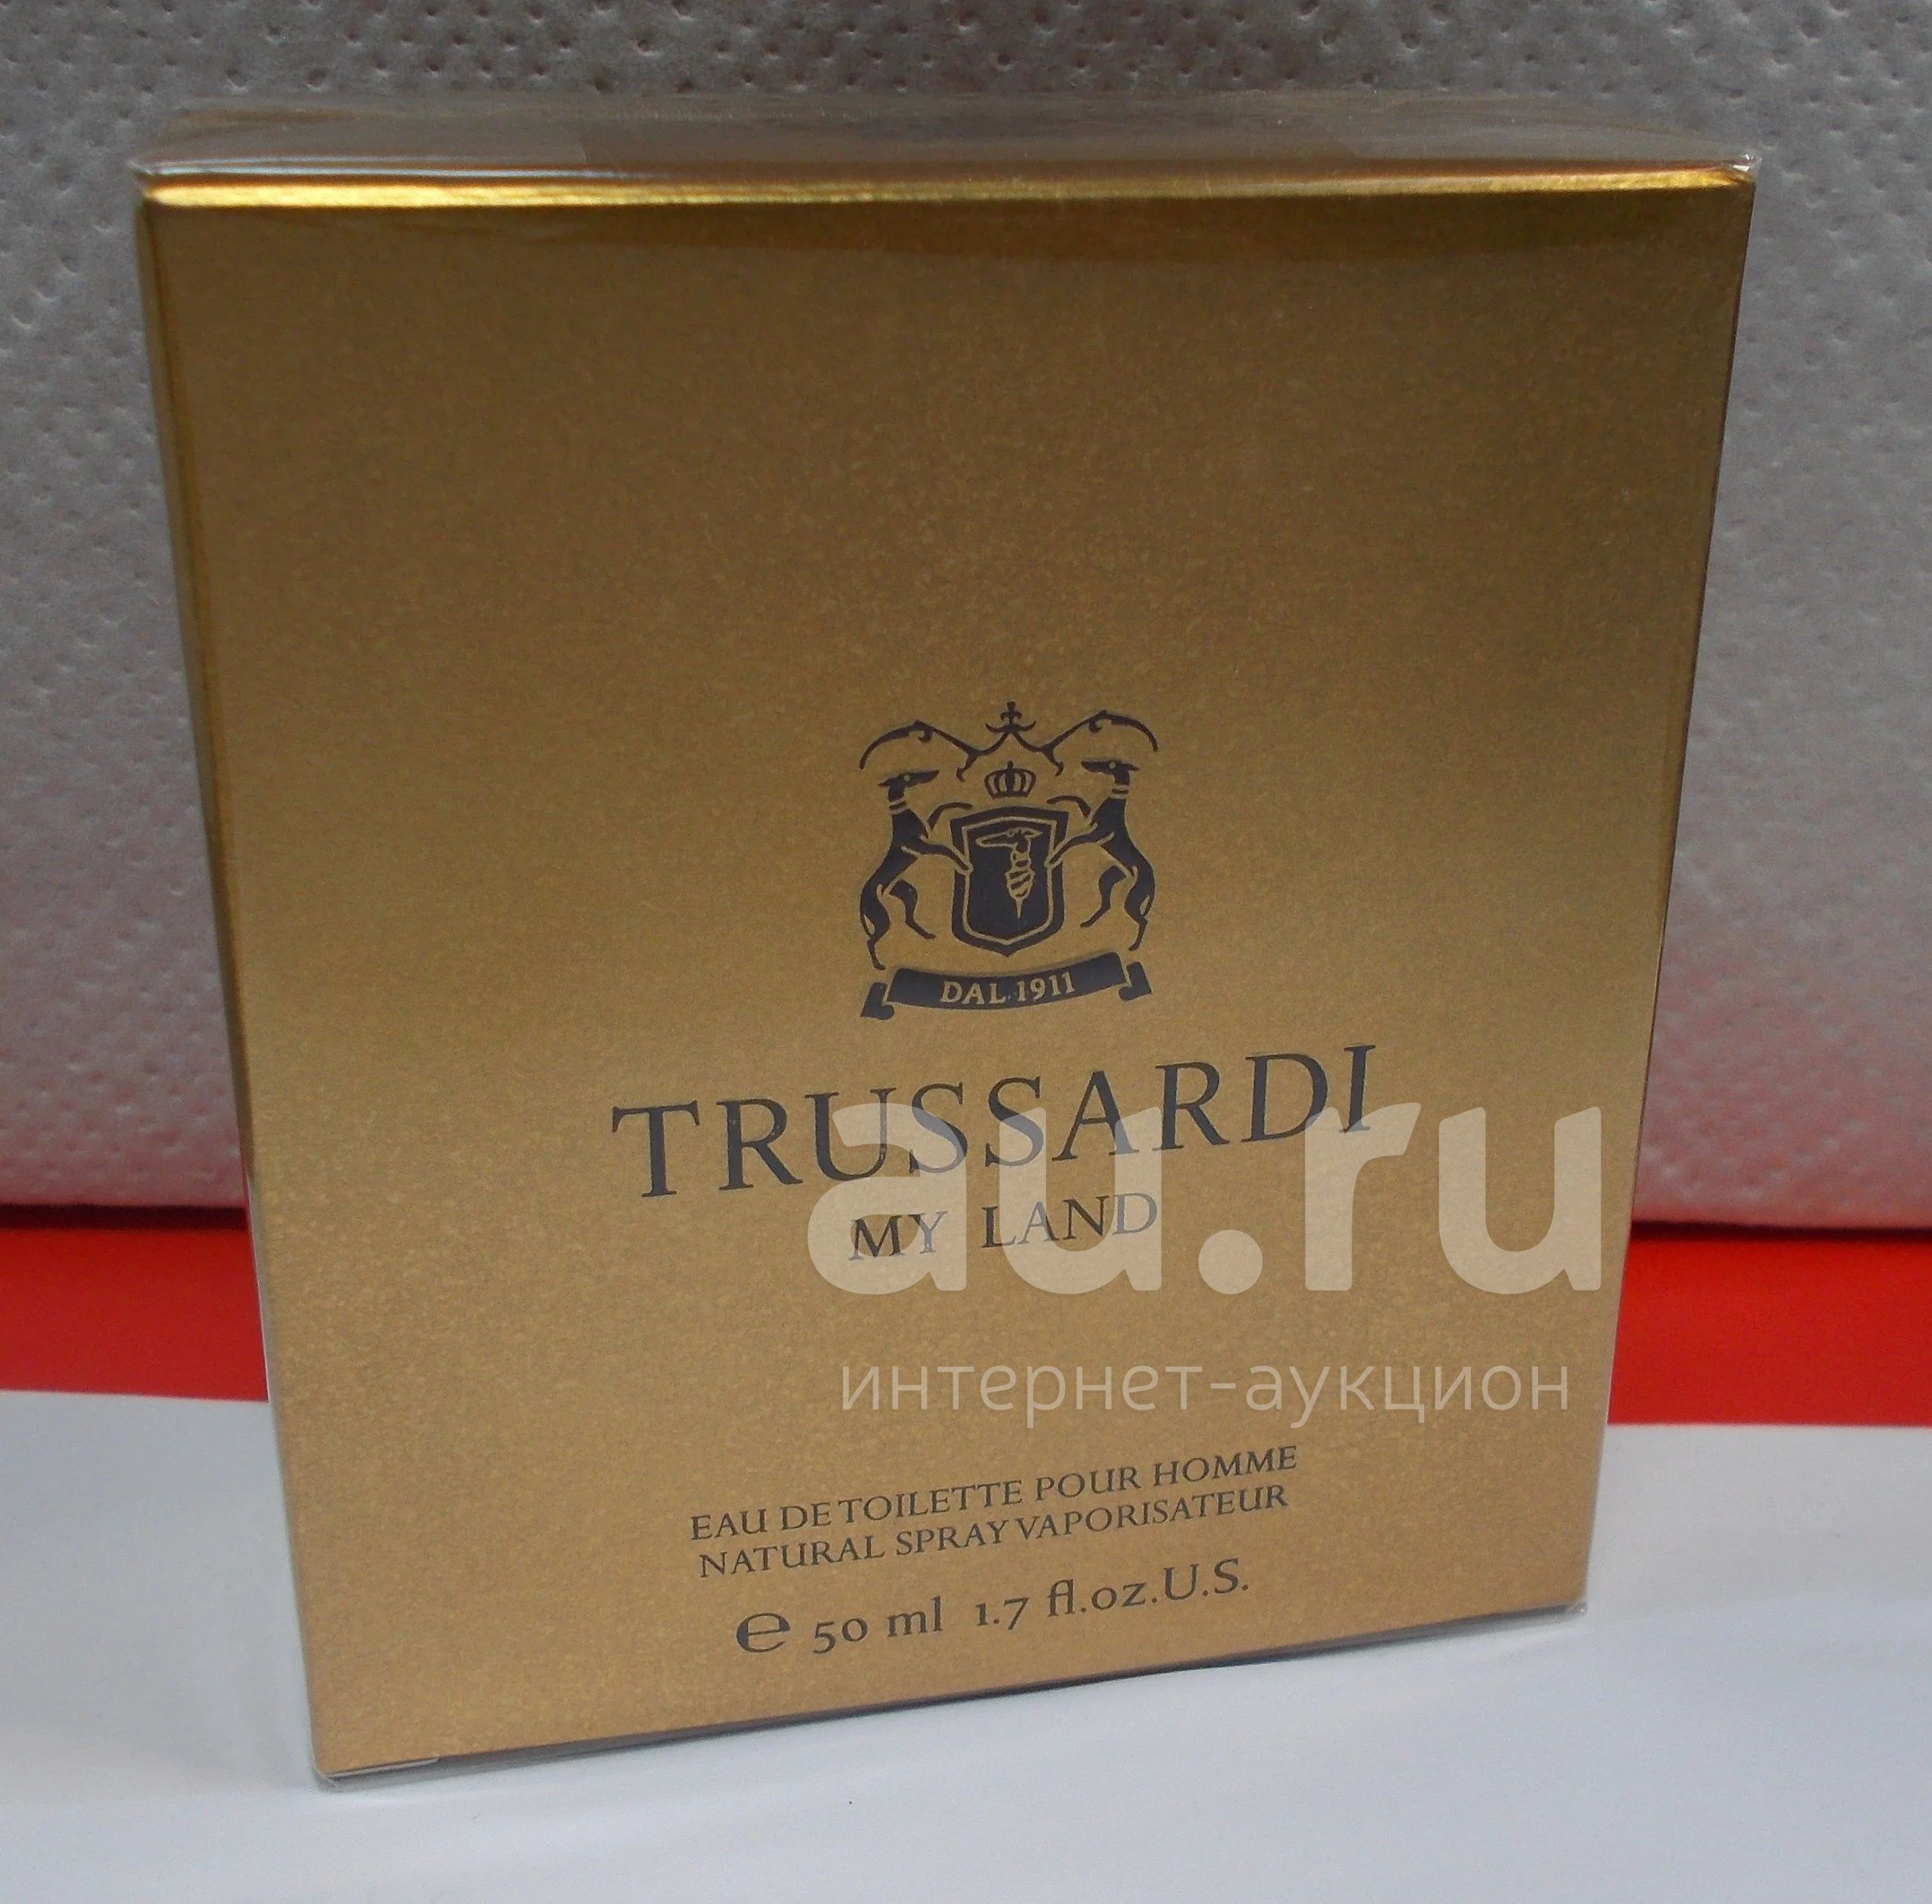 DAL 1911
TRUSSARDI
MY LAND
au.ru
интернет-аукцион
EAU DE TOILETTE POUR HOMME
NATURAL SPRAY VAPORISATEUR
e 50 ml 1.7 fl.oz.U.S.